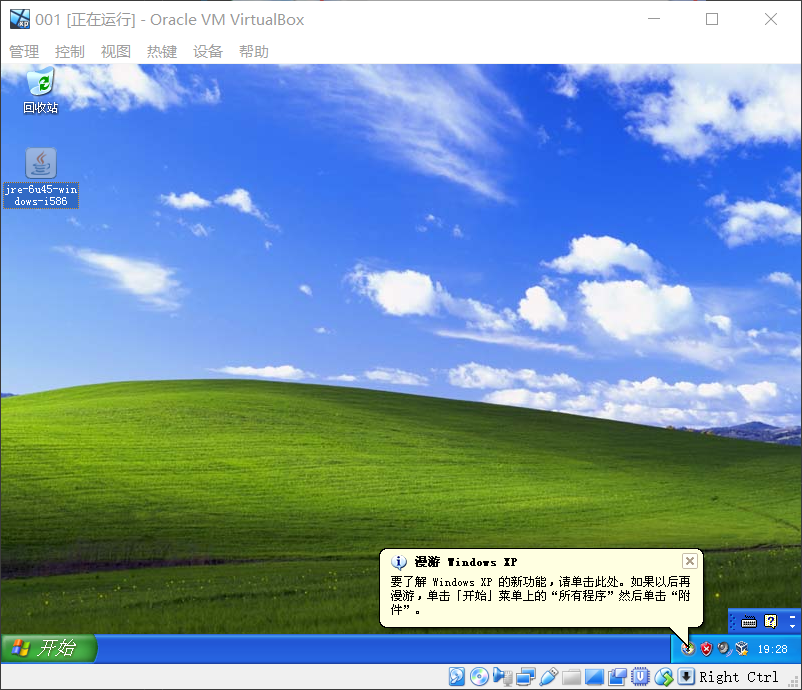 001 [正在运行] - Oracle VM VirtualBox
管理 控制 视图 热键 设备 帮助
回收站
jre-6u45-win
dows-i586
漫游 Windows XP
要了解 Windows XP 的新功能，请单击此处。如果以后再
漫游，单击「开始」菜单上的“所有程序”然后单击“附
件”。
开始
19:28
Right Ctrl